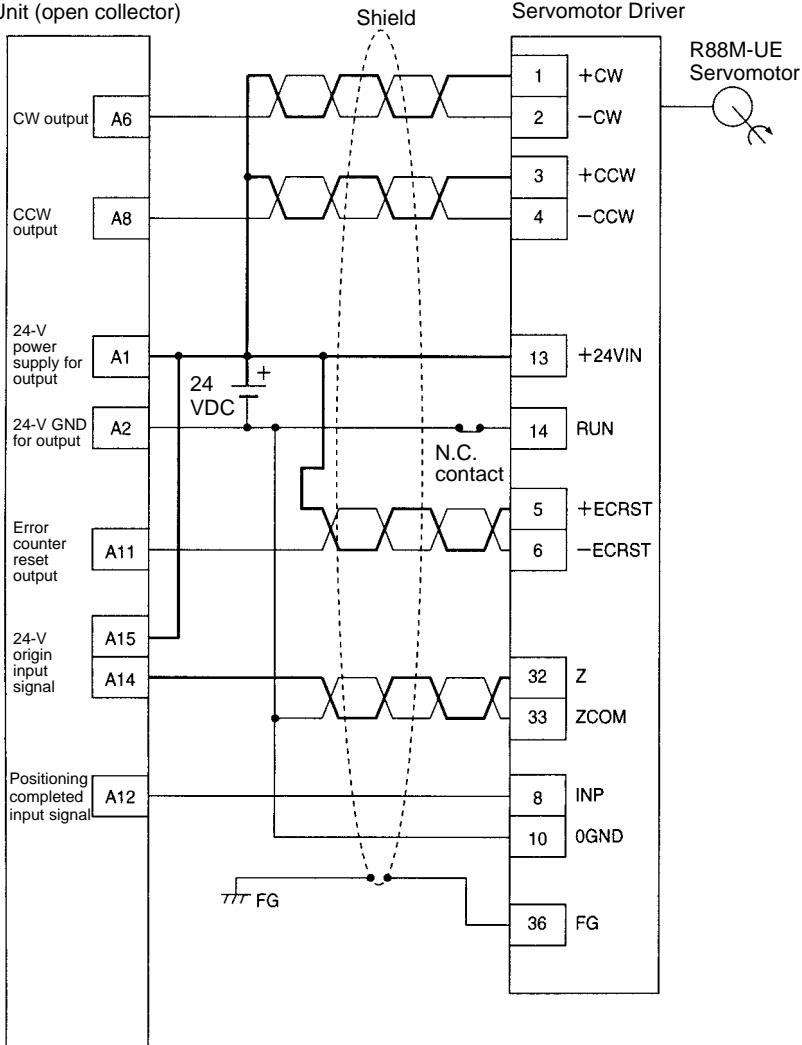 Unit (open collector)
Shield
Servomotor Driver
R88M-UE
Servomotor
CW output
A6
1
+CW
2
−CW
CCW
output
A8
3
+CCW
4
−CCW
24-V
power
supply for
output
A1
24
VDC
+
13
+24VIN
24-V GND
for output
A2
N.C.
contact
14
RUN
Error
counter
reset
output
A11
5
+ECRST
6
−ECRST
24-V
origin
input
signal
A15
A14
32
Z
33
ZCOM
Positioning
completed
input signal
A12
8
INP
10
0GND
FG
36
FG